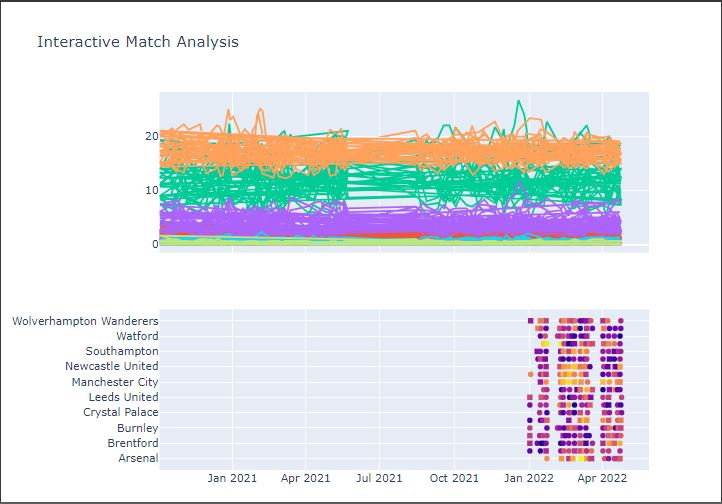 Interactive Match Analysis
20
10
0
Wolverhampton Wanderers
Watford
Southampton
Newcastle United
Manchester City
Leeds United
Crystal Palace
Burnley
Brentford
Arsenal
Jan 2021 Apr 2021 Jul 2021 Oct 2021 Jan 2022 Apr 2022